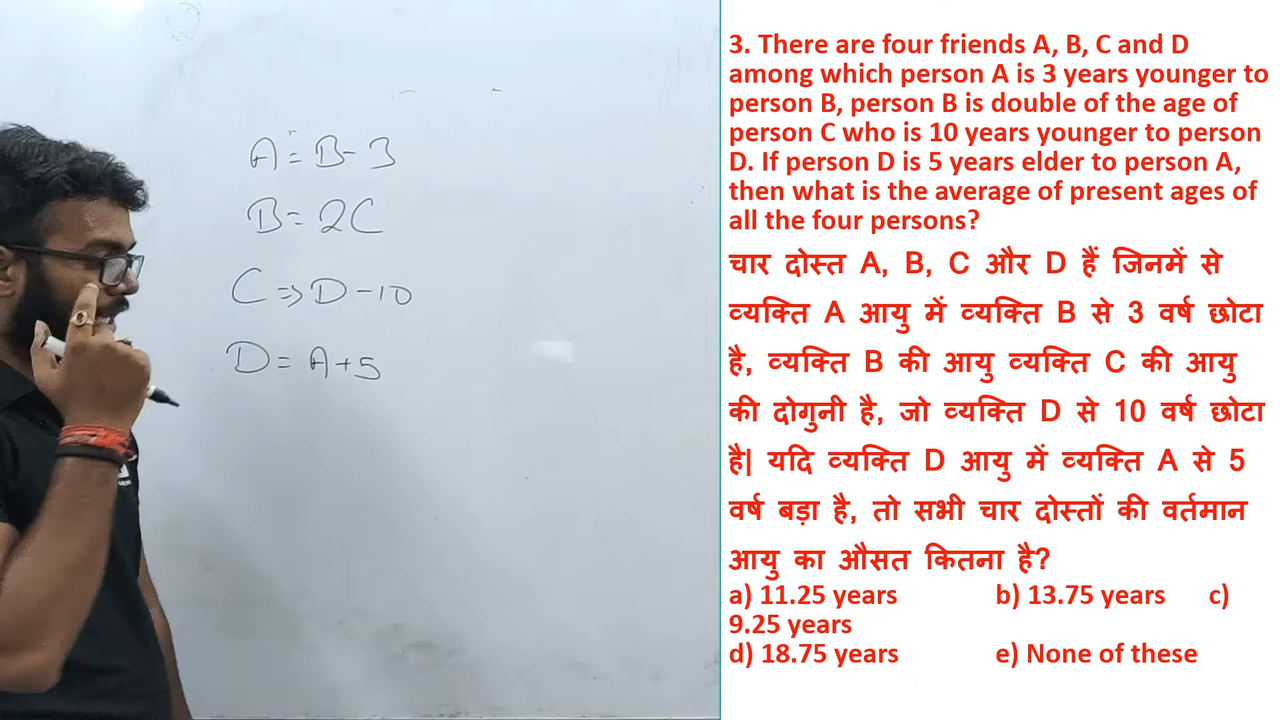 A = B - 3
B = 2C
C => D - 10
D = A + 5
3. There are four friends A, B, C and D
among which person A is 3 years younger to
person B, person B is double of the age of
person C who is 10 years younger to person
D. If person D is 5 years elder to person A,
then what is the average of present ages of
all the four persons?
चार दोस्त A, B, C और D हैं जिनमें से
व्यक्ति A आयु में व्यक्ति B से 3 वर्ष छोटा
है, व्यक्ति B की आयु व्यक्ति C की आयु
की दोगुनी है, जो व्यक्ति D से 10 वर्ष छोटा
है| यदि व्यक्ति D आयु में व्यक्ति A से 5
वर्ष बड़ा है, तो सभी चार दोस्तों की वर्तमान
आयु का औसत कितना है?
a) 11.25 years b) 13.75 years c)
9.25 years
d) 18.75 years e) None of these